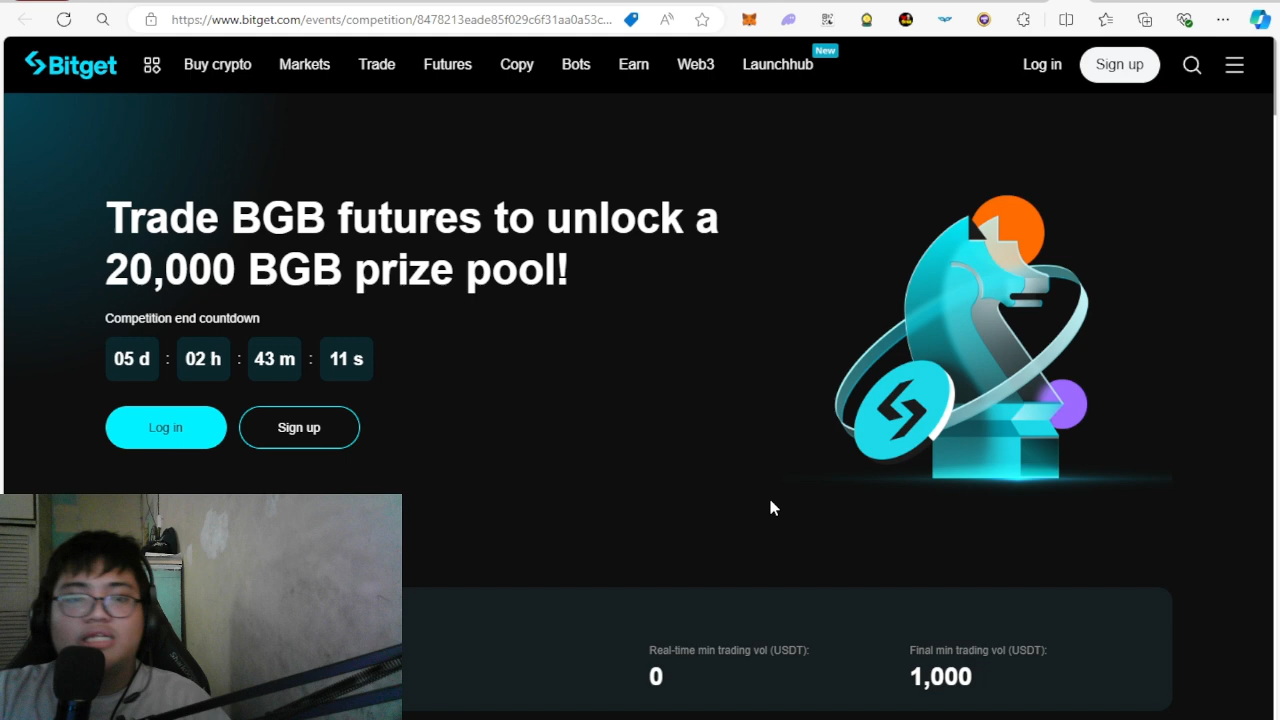 https://www.bitget.com/events/competition/8478213eade85f029c6f31aa0a53c...
Bitget
Buy crypto
Markets
Trade
Futures
Copy
Bots
Earn
Web3
Launchhub
New
Log in
Sign up
Trade BGB futures to unlock a
20,000 BGB prize pool!
Competition end countdown
05 d : 02 h : 43 m : 11 s
Log in
Sign up
Real-time min trading vol (USDT):
0
Final min trading vol (USDT):
1,000